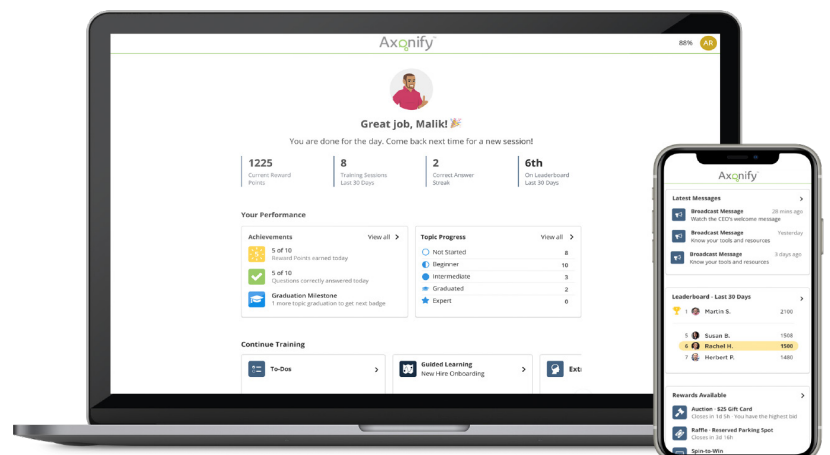 Axonify
88% AR
Great job, Malik! 🎉
You are done for the day. Come back next time for a new session!
1225
Current Reward
Points
8
Training Sessions
Last 30 Days
2
Correct Answer
Streak
6th
On Leaderboard
Last 30 Days
Your Performance
Achievements View all >
5 of 10
Reward Points earned today
5 of 10
Questions correctly answered today
Graduation Milestone
1 more topic graduation to get next badge
Topic Progress View all >
Not Started 8
Beginner 10
Intermediate 3
Graduated 2
Expert 0
Continue Training
To-Dos >
Guided Learning
New Hire Onboarding >
Ext
Axonify
Latest Messages >
Broadcast Message 28 mins ago
Watch the CEO's welcome message
Broadcast Message Yesterday
Know your tools and resources
Broadcast Message 3 days ago
Know your tools and resources
Leaderboard - Last 30 Days >
1 Martin S. 2100
5 Susan B. 1508
6 Rachel H. 1500
7 Herbert P. 1480
Rewards Available >
Auction - $25 Gift Card
Closes in 1d 5h · You have the highest bid
Raffle - Reserved Parking Spot
Closes in 3d 16h
Spin-to-Win